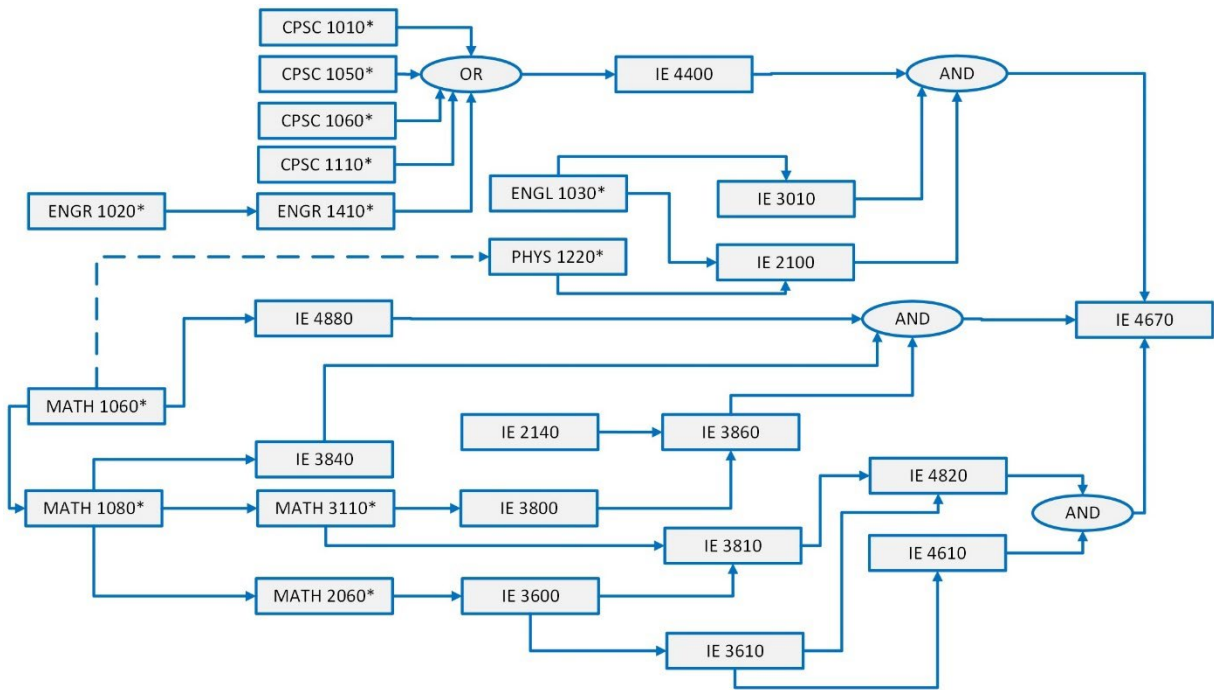 CPSC 1010*
CPSC 1050*
OR
IE 4400
AND
CPSC 1060*
CPSC 1110*
ENGL 1030*
IE 3010
ENGR 1020*
ENGR 1410*
PHYS 1220*
IE 2100
IE 4880
AND
IE 4670
MATH 1060*
IE 2140
IE 3860
IE 3840
IE 4820
MATH 1080*
MATH 3110*
IE 3800
AND
IE 3810
IE 4610
MATH 2060*
IE 3600
IE 3610